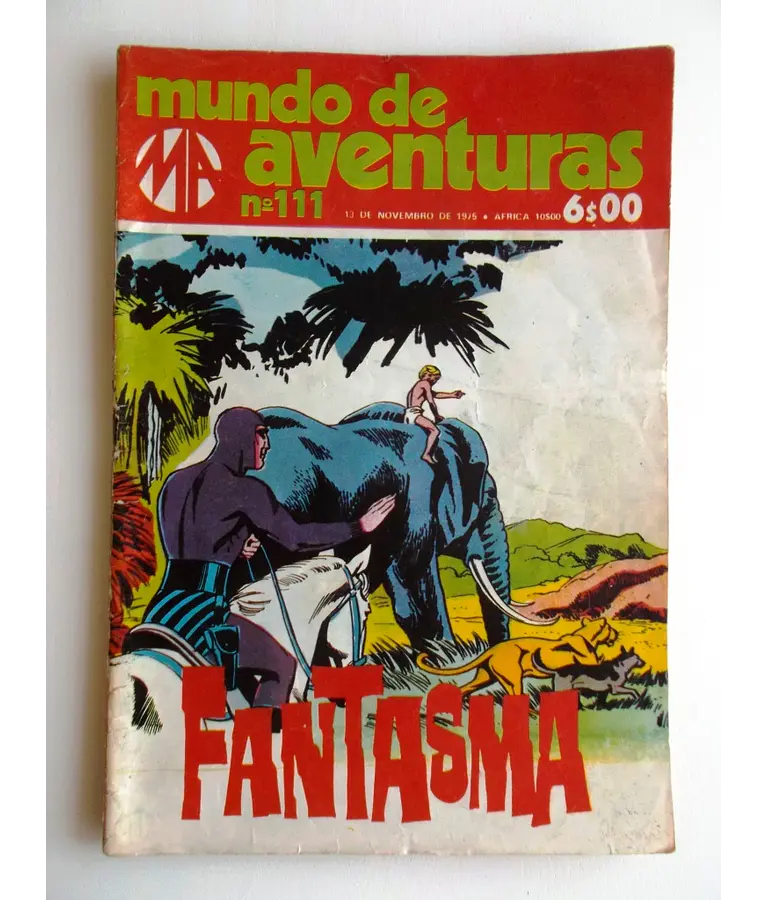 mundo de
MA
aventuras
nº111
13 DE NOVEMBRO DE 1975 • AFRICA 10$00
6$00
FANTASMA